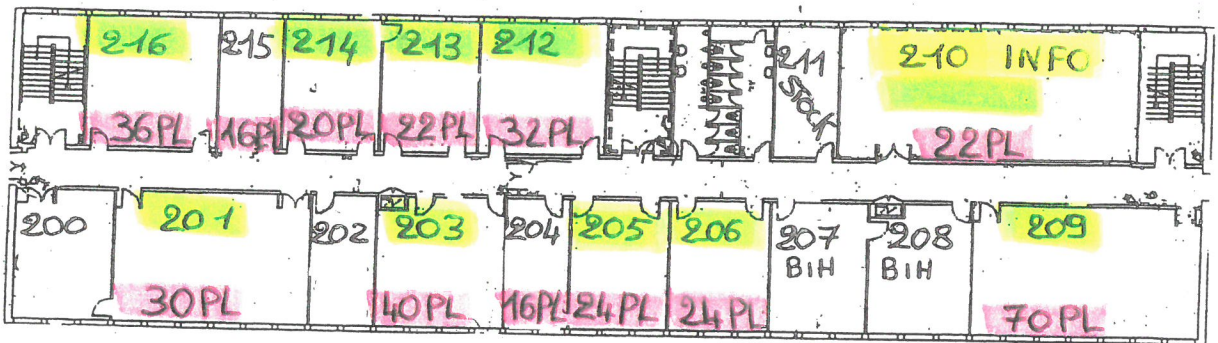 216
215
214
213
212
211
Stock
210 INFO
36PL
16PL
20PL
22PL
32PL
22PL
200
201
202
203
204
205
206
207
BIH
208
BIH
209
30PL
40PL
16PL
24PL
24PL
70PL